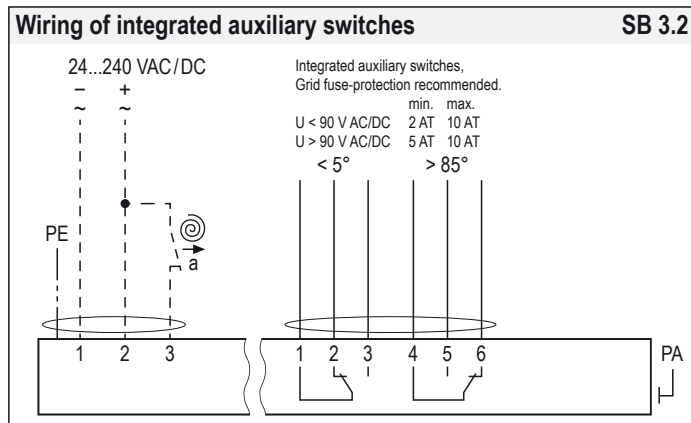 Wiring of integrated auxiliary switches SB 3.2
24...240 VAC/DC
– +
~ ~
Integrated auxiliary switches,
Grid fuse-protection recommended.
min. max.
U < 90 V AC/DC 2 AT 10 AT
U > 90 V AC/DC 5 AT 10 AT
< 5° > 85°
PE
a
1 2 3 1 2 3 4 5 6 PA